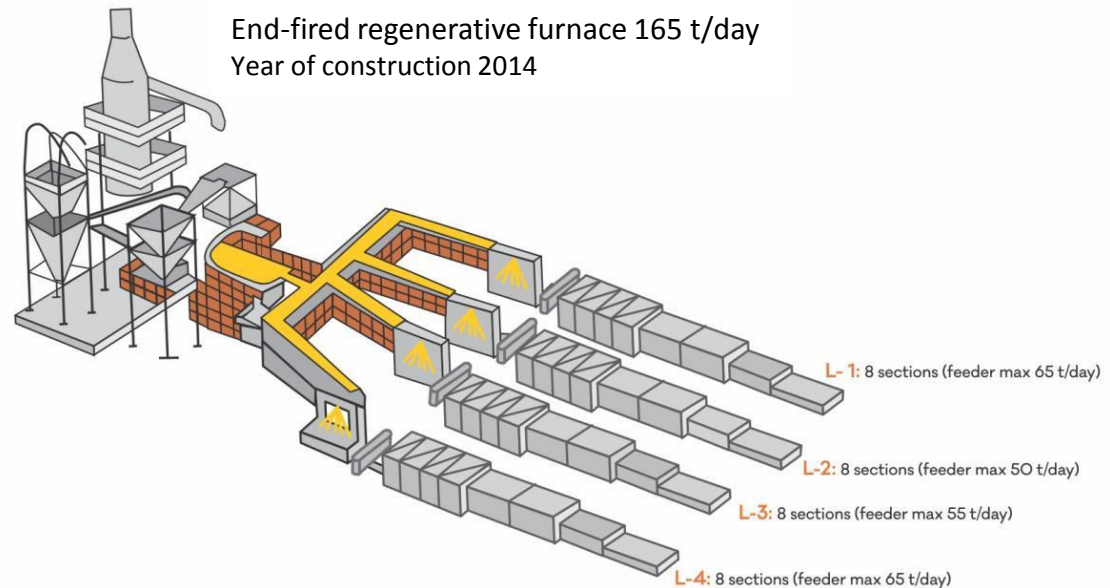 End-fired regenerative furnace 165 t/day
Year of construction 2014
L- 1: 8 sections (feeder max 65 t/day)
L-2: 8 sections (feeder max 50 t/day)
L-3: 8 sections (feeder max 55 t/day)
L-4: 8 sections (feeder max 65 t/day)